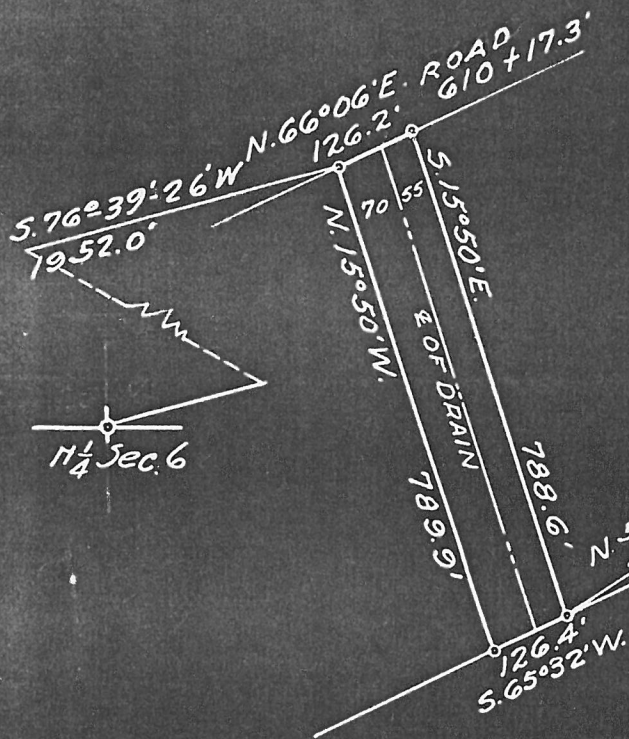 N.66°06'E. ROAD
126.2'
610+17.3'
S.76°-39'-26'W
1952.0'
70 55
N.15°50'W.
S.15°50'E.
℄ OF DRAIN
N¼ Sec. 6
789.9'
788.6'
N.
126.4'
S.65°32'W.